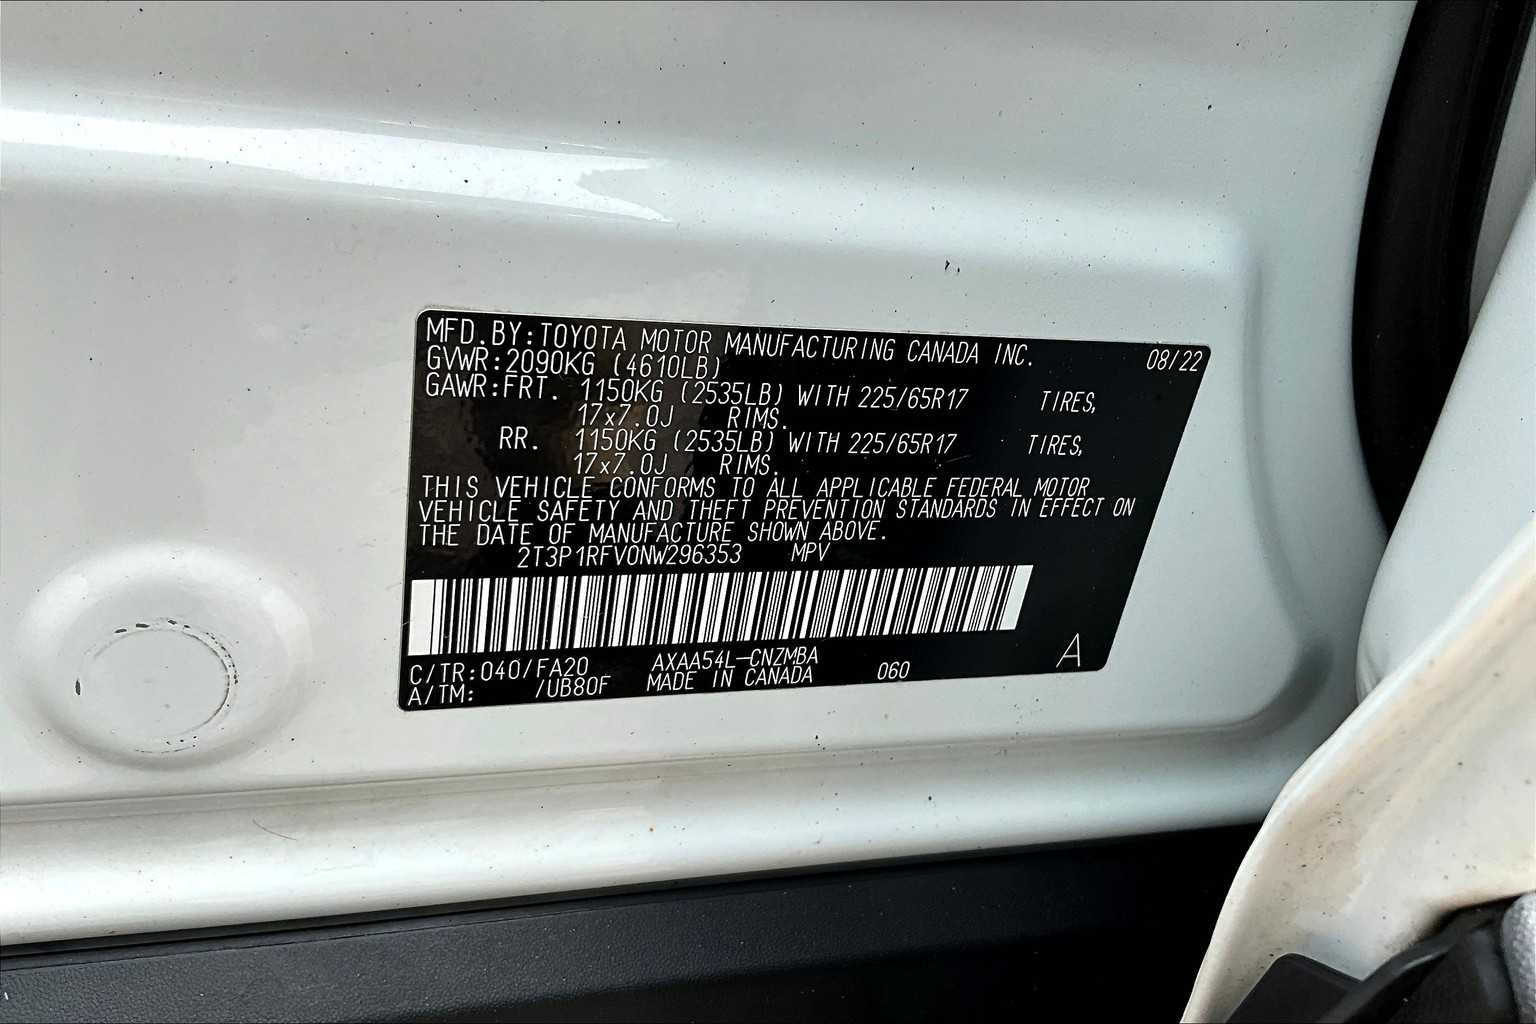 MFD.BY:TOYOTA MOTOR MANUFACTURING CANADA INC. 08/22
GVWR:2090KG (4610LB)
GAWR:FRT. 1150KG (2535LB) WITH 225/65R17 TIRES,
17x7.0J RIMS.
RR. 1150KG (2535LB) WITH 225/65R17 TIRES,
17x7.0J RIMS.
THIS VEHICLE CONFORMS TO ALL APPLICABLE FEDERAL MOTOR
VEHICLE SAFETY AND THEFT PREVENTION STANDARDS IN EFFECT ON
THE DATE OF MANUFACTURE SHOWN ABOVE.
2T3P1RFV0NW296353 MPV
C/TR:040/FA20 AXAA54L-CNZMBA 060 A
A/TM: /UB80F MADE IN CANADA